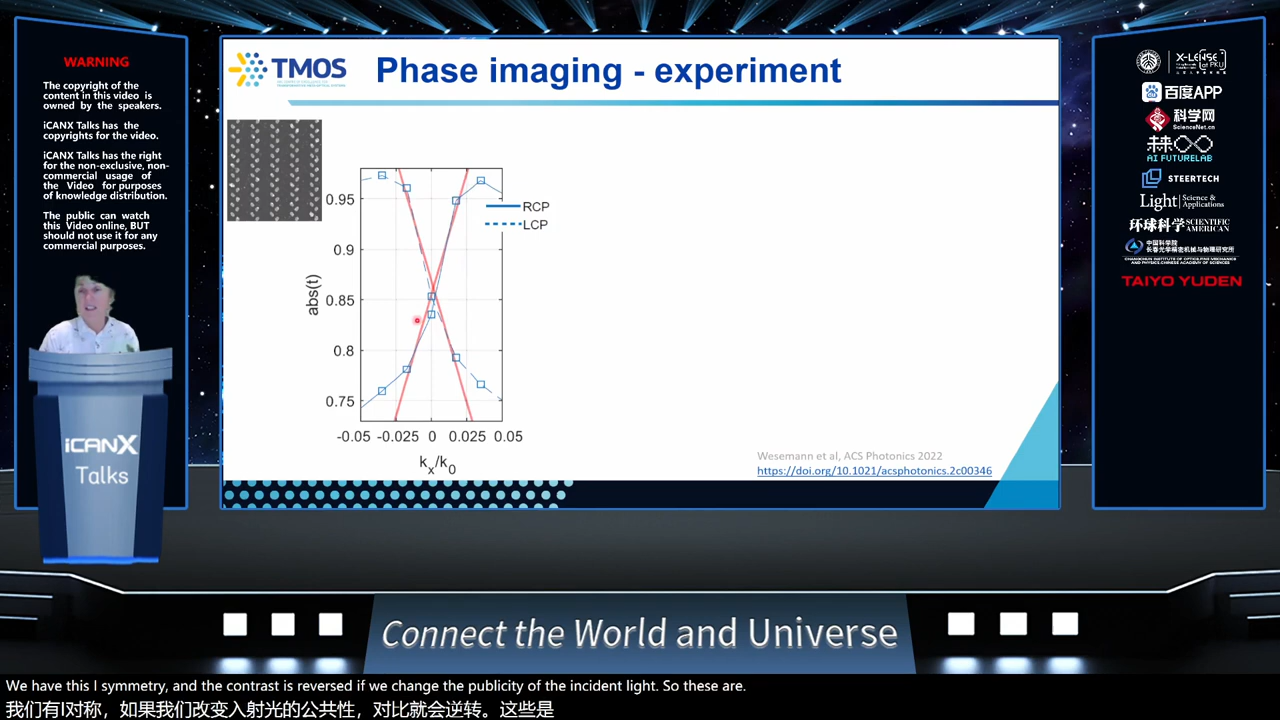 WARNING
The copyright of the
content in this video is
owned by the speakers.
iCANX Talks has the
copyrights for the video.
iCANX Talks has the right
for the non-exclusive, non-
commercial usage of
the Video for purposes
of knowledge distribution.
The public can watch
this Video online, BUT
should not use it for any
commercial purposes.
iCANX
Talks
TMOS
Phase imaging - experiment
0.95
0.9
0.85
0.8
0.75
abs(t)
-0.05 -0.025 0 0.025 0.05
kx/k0
RCP
LCP
Wesemann et al, ACS Photonics 2022
https://doi.org/10.1021/acsphotonics.2c00346
X-LENSE
百度APP
科学网
ScienceNet.cn
AI FUTURELAB
STEERTECH
Light Science & Applications
环球科学 SCIENTIFIC AMERICAN
中国科学院
长春光学精密机械与物理研究所
CHANGCHUN INSTITUTE OF OPTICS, FINE MECHANICS
AND PHYSICS, CHINESE ACADEMY OF SCIENCES
TAIYO YUDEN
Connect the World and Universe
We have this I symmetry, and the contrast is reversed if we change the publicity of the incident light. So these are.
我们有I对称，如果我们改变入射光的公共性，对比就会逆转。这些是